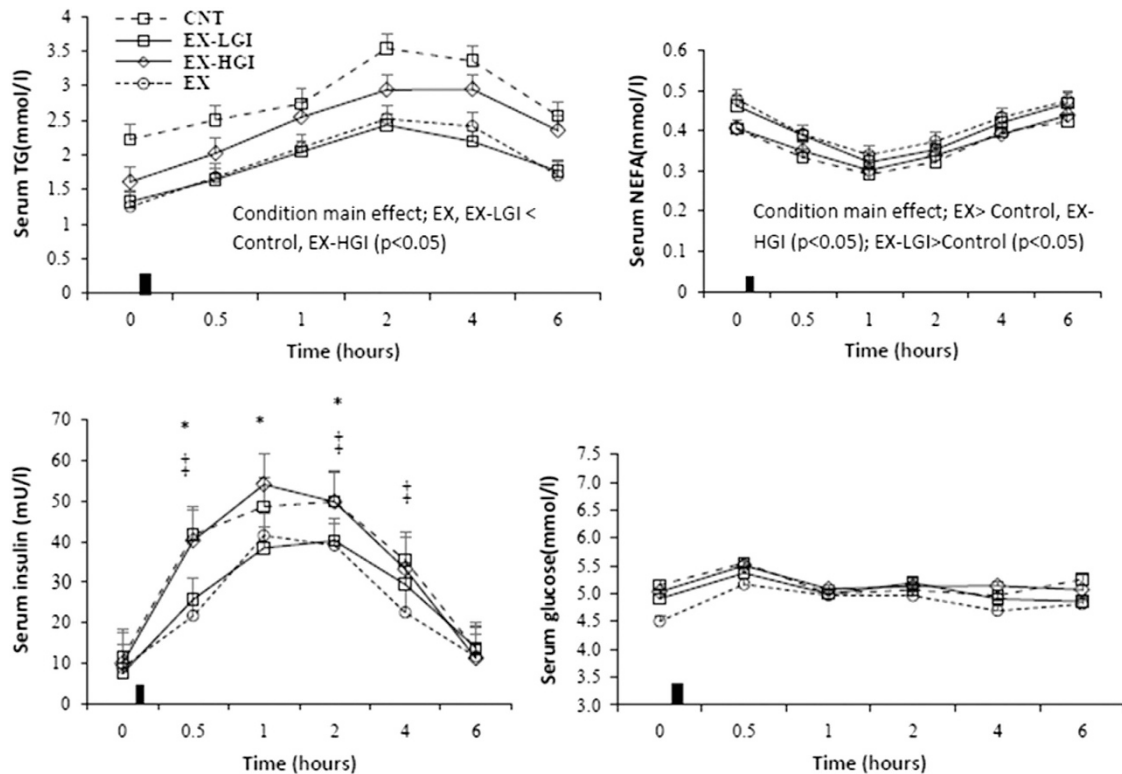 4
3.5
3
2.5
2
1.5
1
0.5
0
Serum TG(mmol/l)
CNT
EX-LGI
EX-HGI
EX
Condition main effect; EX, EX-LGI <
Control, EX-HGI (p<0.05)
0 0.5 1 2 4 6
Time (hours)
0.6
0.5
0.4
0.3
0.2
0.1
0
Serum NEFA(mmol/l)
Condition main effect; EX> Control, EX-
HGI (p<0.05); EX-LGI>Control (p<0.05)
0 0.5 1 2 4 6
Time (hours)
70
60
50
40
30
20
10
0
Serum insulin (mU/l)
* * *
‡ ‡ ‡
0 0.5 1 2 4 6
Time (hours)
7.5
7.0
6.5
6.0
5.5
5.0
4.5
4.0
3.5
3.0
Serum glucose(mmol/l)
0 0.5 1 2 4 6
Time (hours)